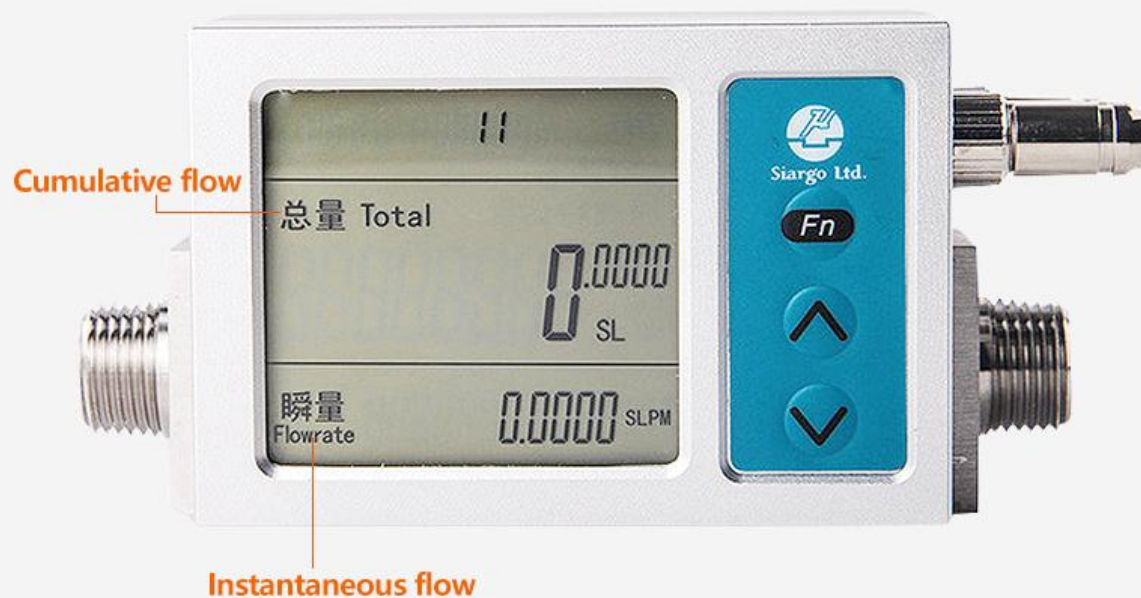 11
Cumulative flow
总量 Total
0.0000
SL
瞬量
Flowrate
0.0000 SLPM
Siargo Ltd.
Fn
Instantaneous flow